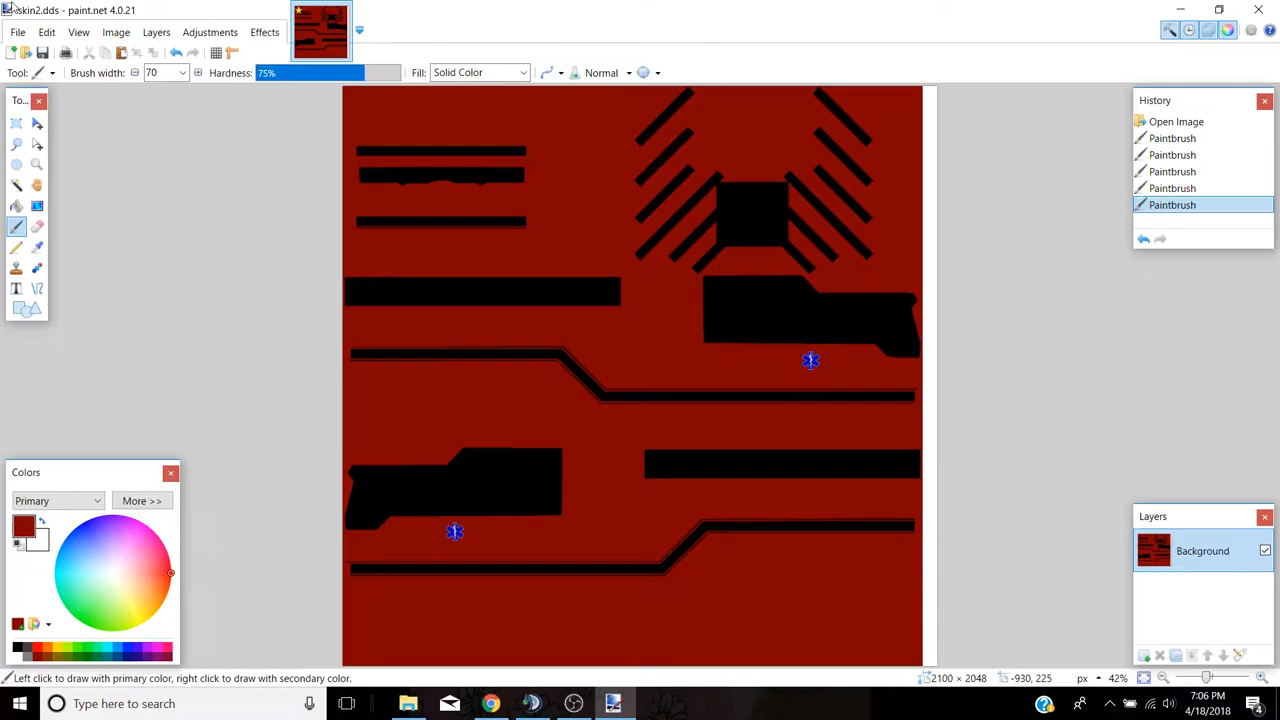 skin2.dds - paint.net 4.0.21
File Edit View Image Layers Adjustments Effects
Tool: Brush width: 70 Hardness: 75% Fill: Solid Color Normal
To...
History
Open Image
Paintbrush
Paintbrush
Paintbrush
Paintbrush
Paintbrush
Colors
Primary More >>
Layers
Background
Left click to draw with primary color, right click to draw with secondary color. 2100 × 2048 -930, 225 px 42%
Type here to search
7:06 PM
4/18/2018